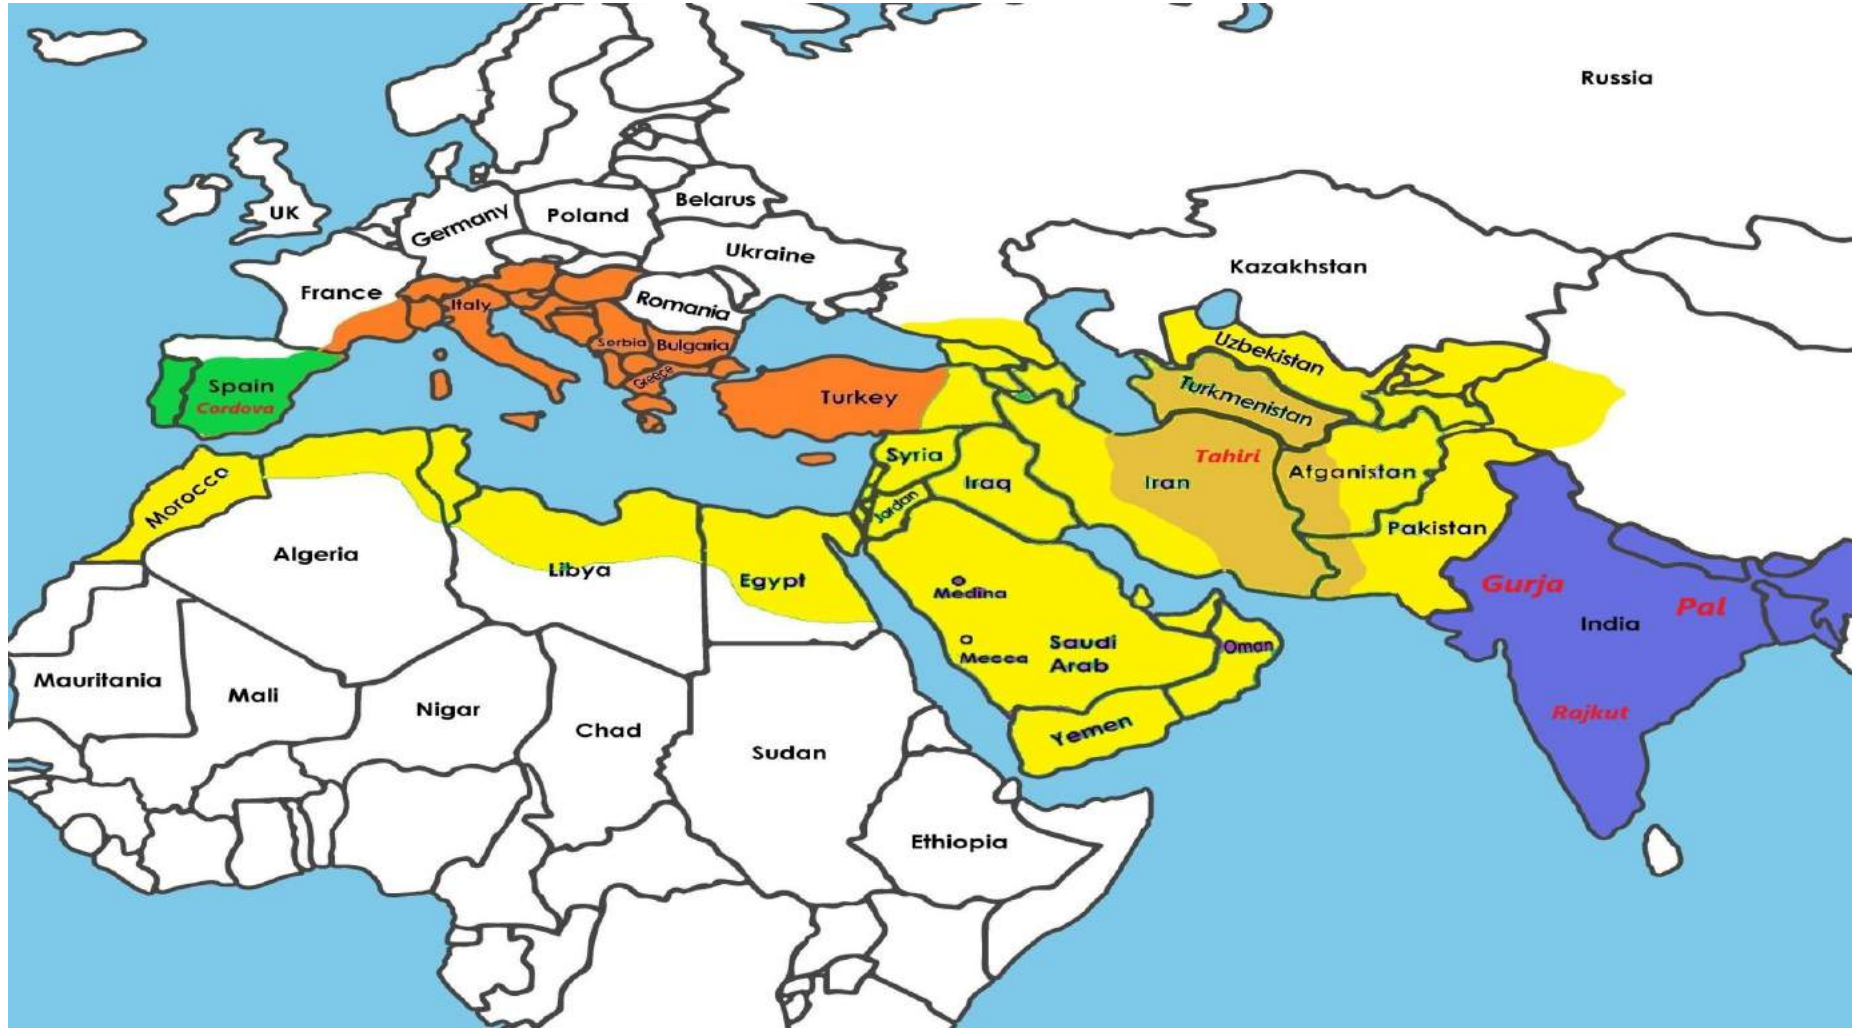 Russia
UK
Germany
Poland
Belarus
Ukraine
Kazakhstan
France
Italy
Romania
Serbia
Bulgaria
Greece
Uzbekistan
Turkmenistan
Spain
Cordova
Turkey
Tahiri
Syria
Iraq
Iran
Afganistan
Morocco
Jordan
Pakistan
Algeria
Libya
Egypt
Medina
Gurja
Pal
India
Mecca
Saudi
Arab
Oman
Mauritania
Mali
Nigar
Chad
Sudan
Yemen
Rajkut
Ethiopia